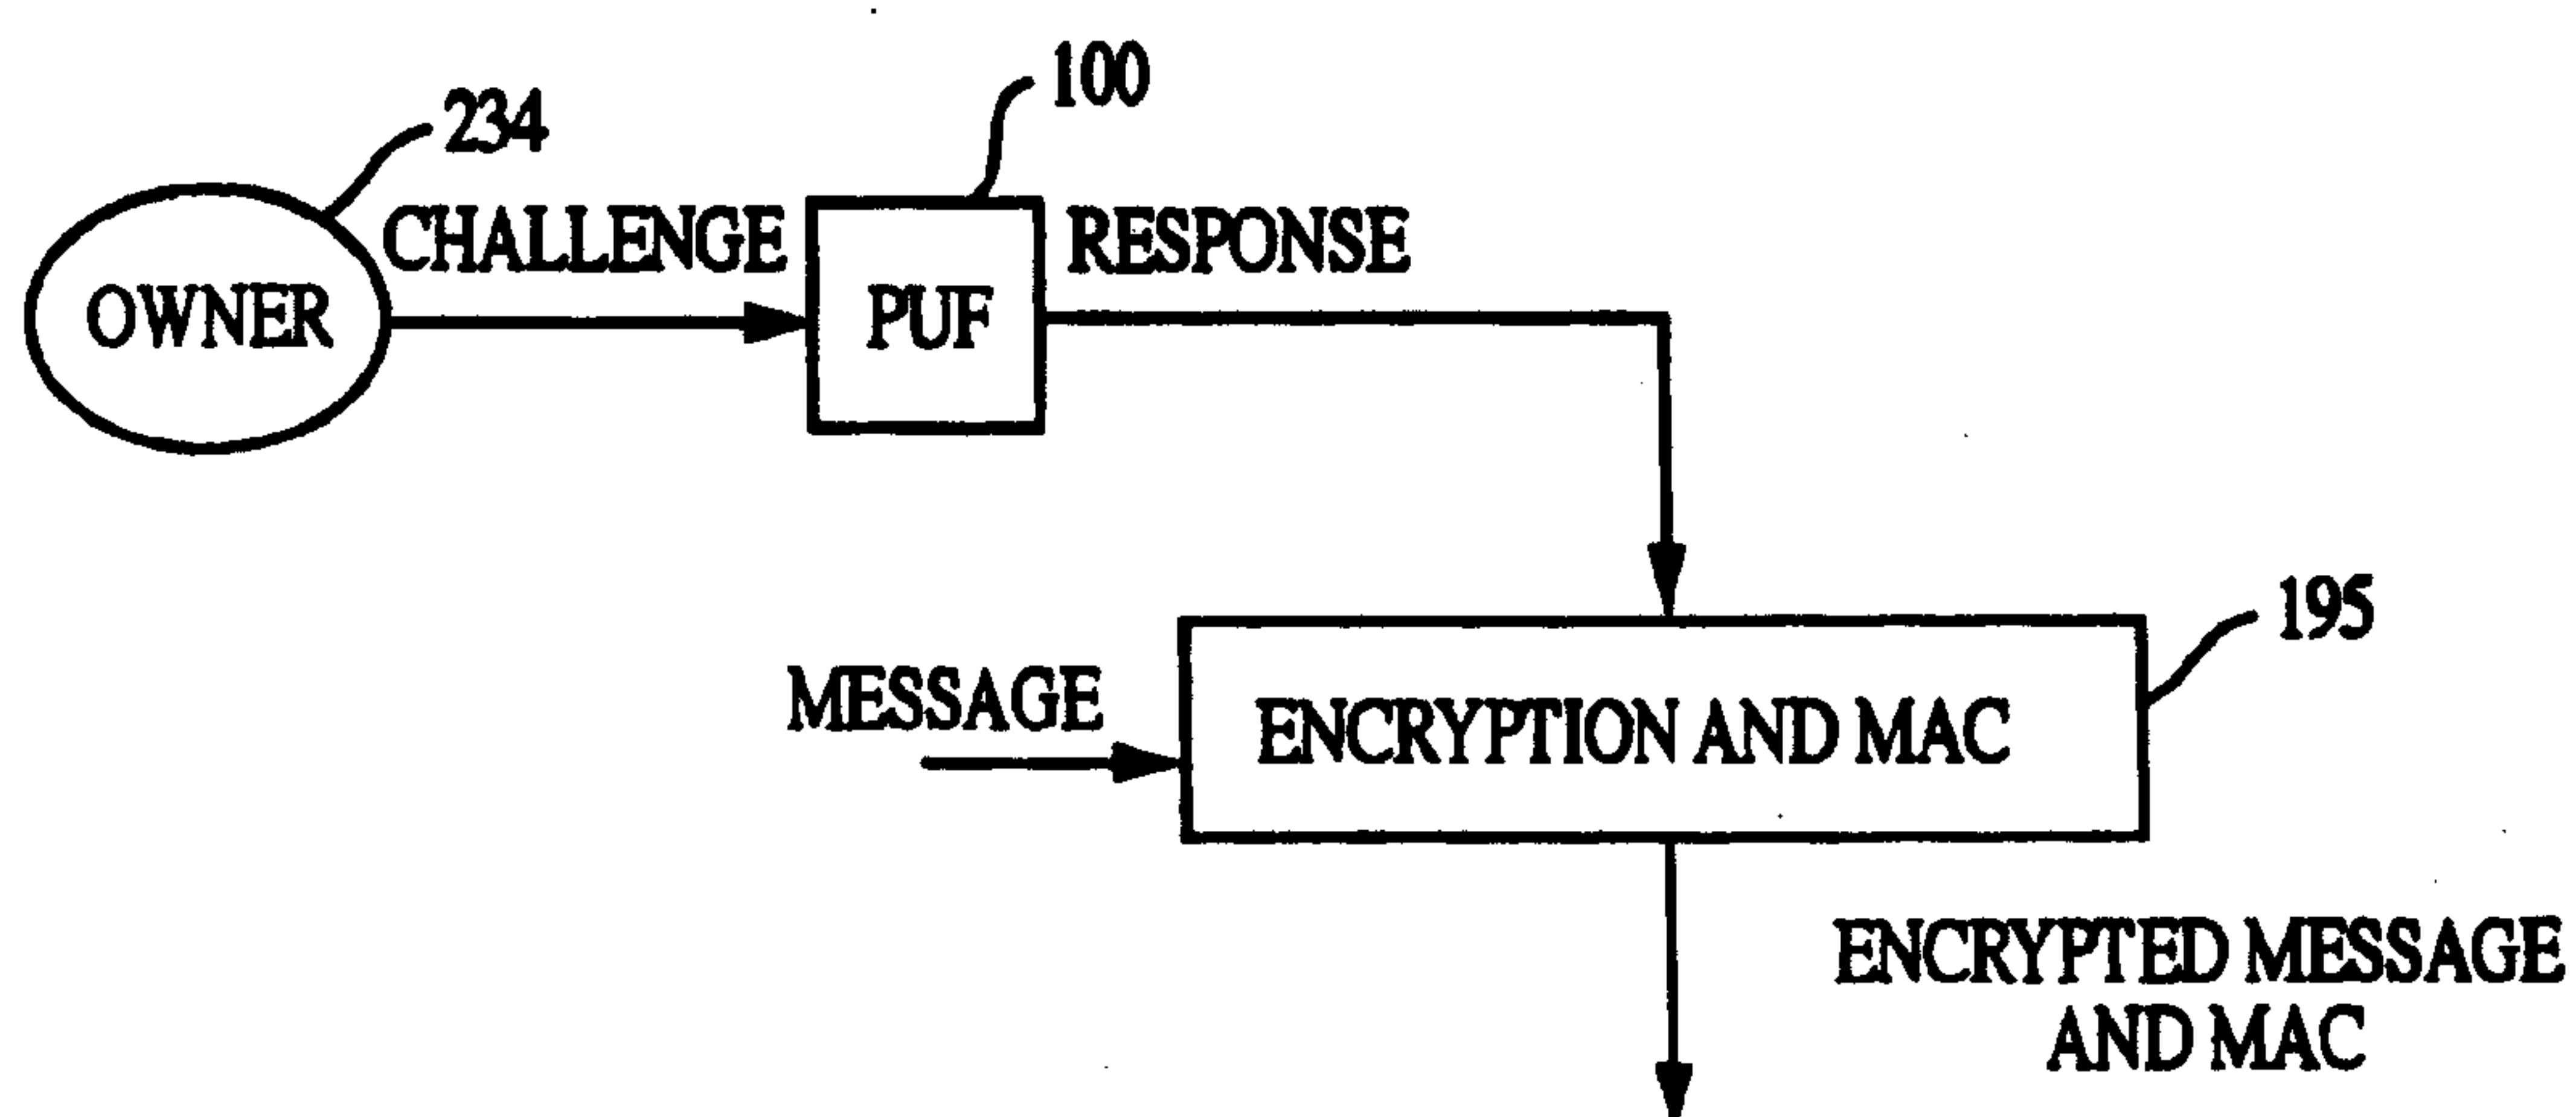 100
234
CHALLENGE
RESPONSE
OWNER
PUF
195
MESSAGE
ENCRYPTION AND MAC
ENCRYPTED MESSAGE
AND MAC